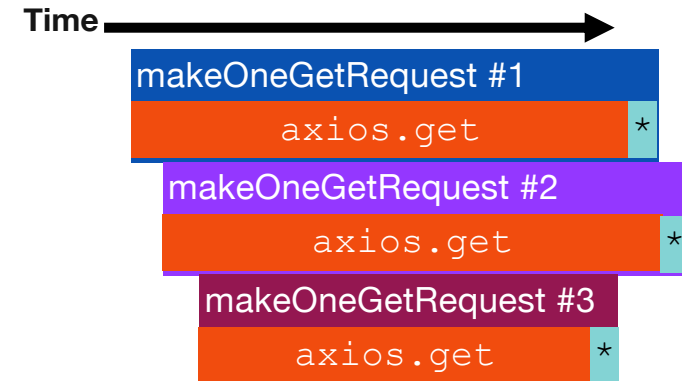 Time
makeOneGetRequest #1
axios.get *
makeOneGetRequest #2
axios.get *
makeOneGetRequest #3
axios.get *